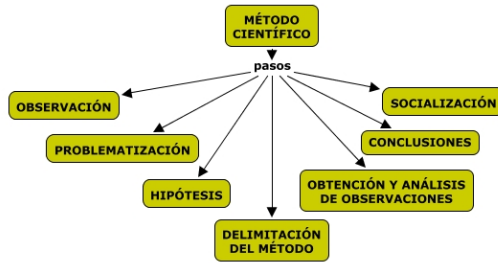 MÉTODO
CIENTÍFICO
pasos
OBSERVACIÓN
PROBLEMATIZACIÓN
HIPÓTESIS
DELIMITACIÓN
DEL MÉTODO
OBTENCIÓN Y ANÁLISIS
DE OBSERVACIONES
CONCLUSIONES
SOCIALIZACIÓN